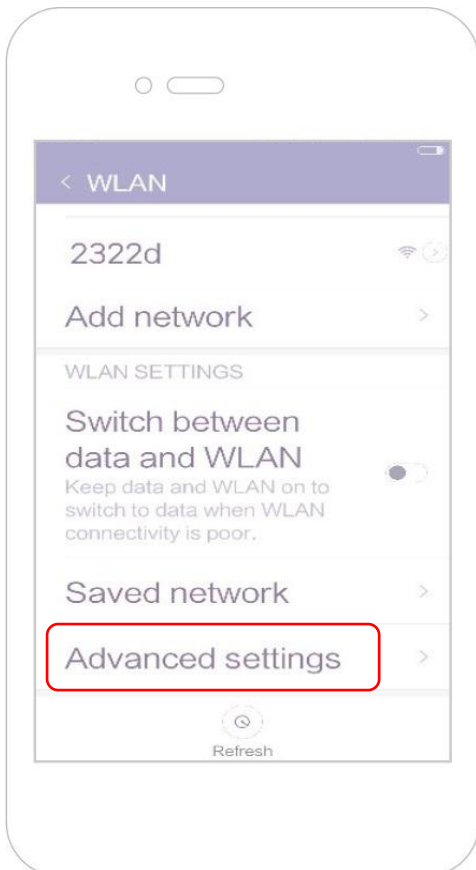 < WLAN
2322d
Add network
WLAN SETTINGS
Switch between
data and WLAN
Keep data and WLAN on to
switch to data when WLAN
connectivity is poor.
Saved network
Advanced settings
Refresh